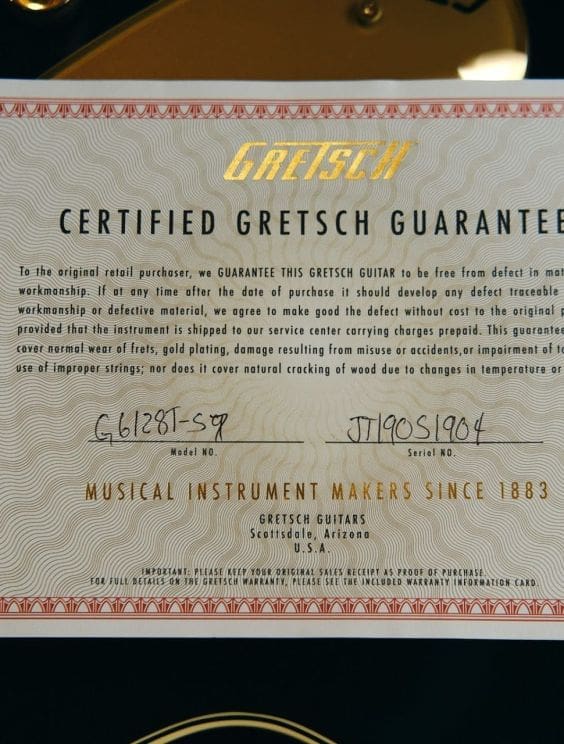 GRETSCH
CERTIFIED GRETSCH GUARANTEE
To the original retail purchaser, we GUARANTEE THIS GRETSCH GUITAR to be free from defect in mat
workmanship. If at any time after the date of purchase it should develop any defect traceable
workmanship or defective material, we agree to make good the defect without cost to the original p
provided that the instrument is shipped to our service center carrying charges prepaid. This guarantee
cover normal wear of frets, gold plating, damage resulting from misuse or accidents,or impairment of to
use of improper strings; nor does it cover natural cracking of wood due to changes in temperature or
G6128T-59 JT19051904
Model NO. Serial NO.
MUSICAL INSTRUMENT MAKERS SINCE 1883
GRETSCH GUITARS
Scottsdale, Arizona
U.S.A.
IMPORTANT: PLEASE KEEP YOUR ORIGINAL SALES RECEIPT AS PROOF OF PURCHASE.
FOR FULL DETAILS ON THE GRETSCH WARRANTY, PLEASE SEE THE INCLUDED WARRANTY INFORMATION CARD.